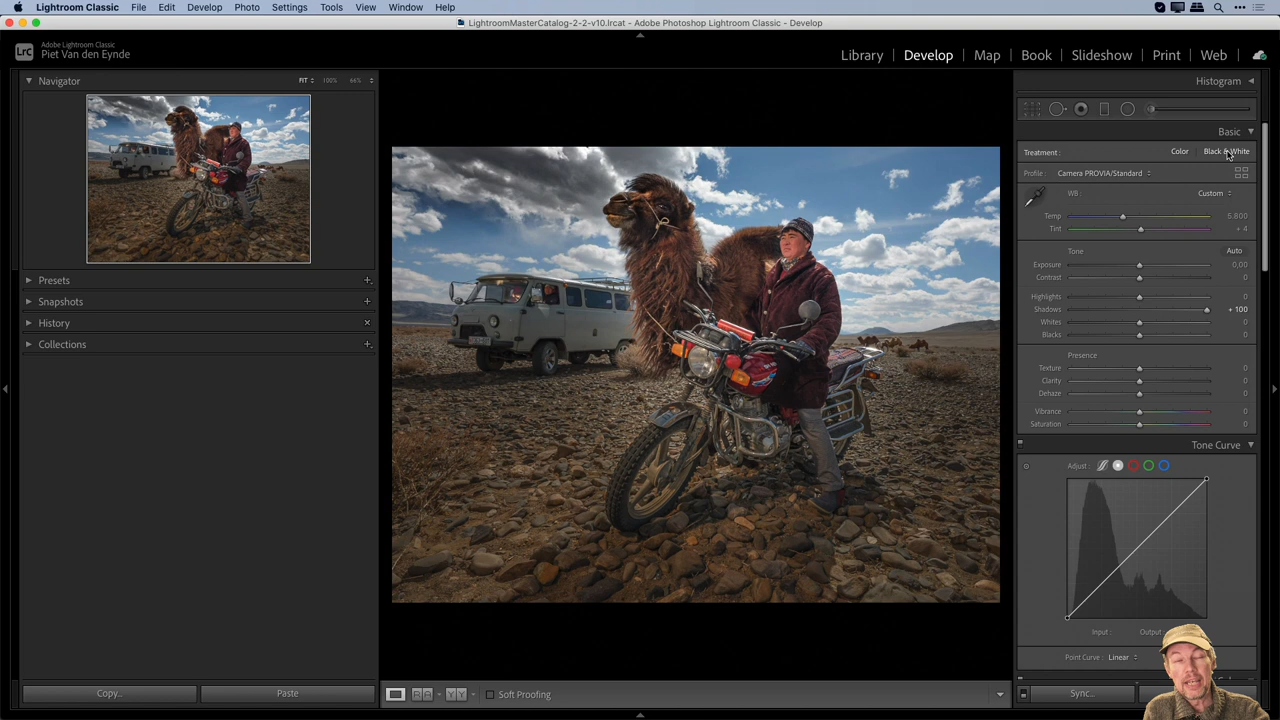 Lightroom Classic File Edit Develop Photo Settings Tools View Window Help
LightroomMasterCatalog-2-2-v10.lrcat - Adobe Photoshop Lightroom Classic - Develop
LrC
Adobe Lightroom Classic
Piet Van den Eynde
Library | Develop | Map | Book | Slideshow | Print | Web
Navigator FIT 100% 66%
Presets
Snapshots
History
Collections
Copy... Paste
Soft Proofing
Histogram
Basic
Treatment : Color Black & White
Profile : Camera PROVIA/Standard
WB : Custom
Temp 5.800
Tint + 4
Tone Auto
Exposure 0,00
Contrast 0
Highlights 0
Shadows + 100
Whites 0
Blacks 0
Presence
Texture 0
Clarity 0
Dehaze 0
Vibrance 0
Saturation 0
Tone Curve
Adjust :
Input : Output :
Point Curve : Linear
Sync...